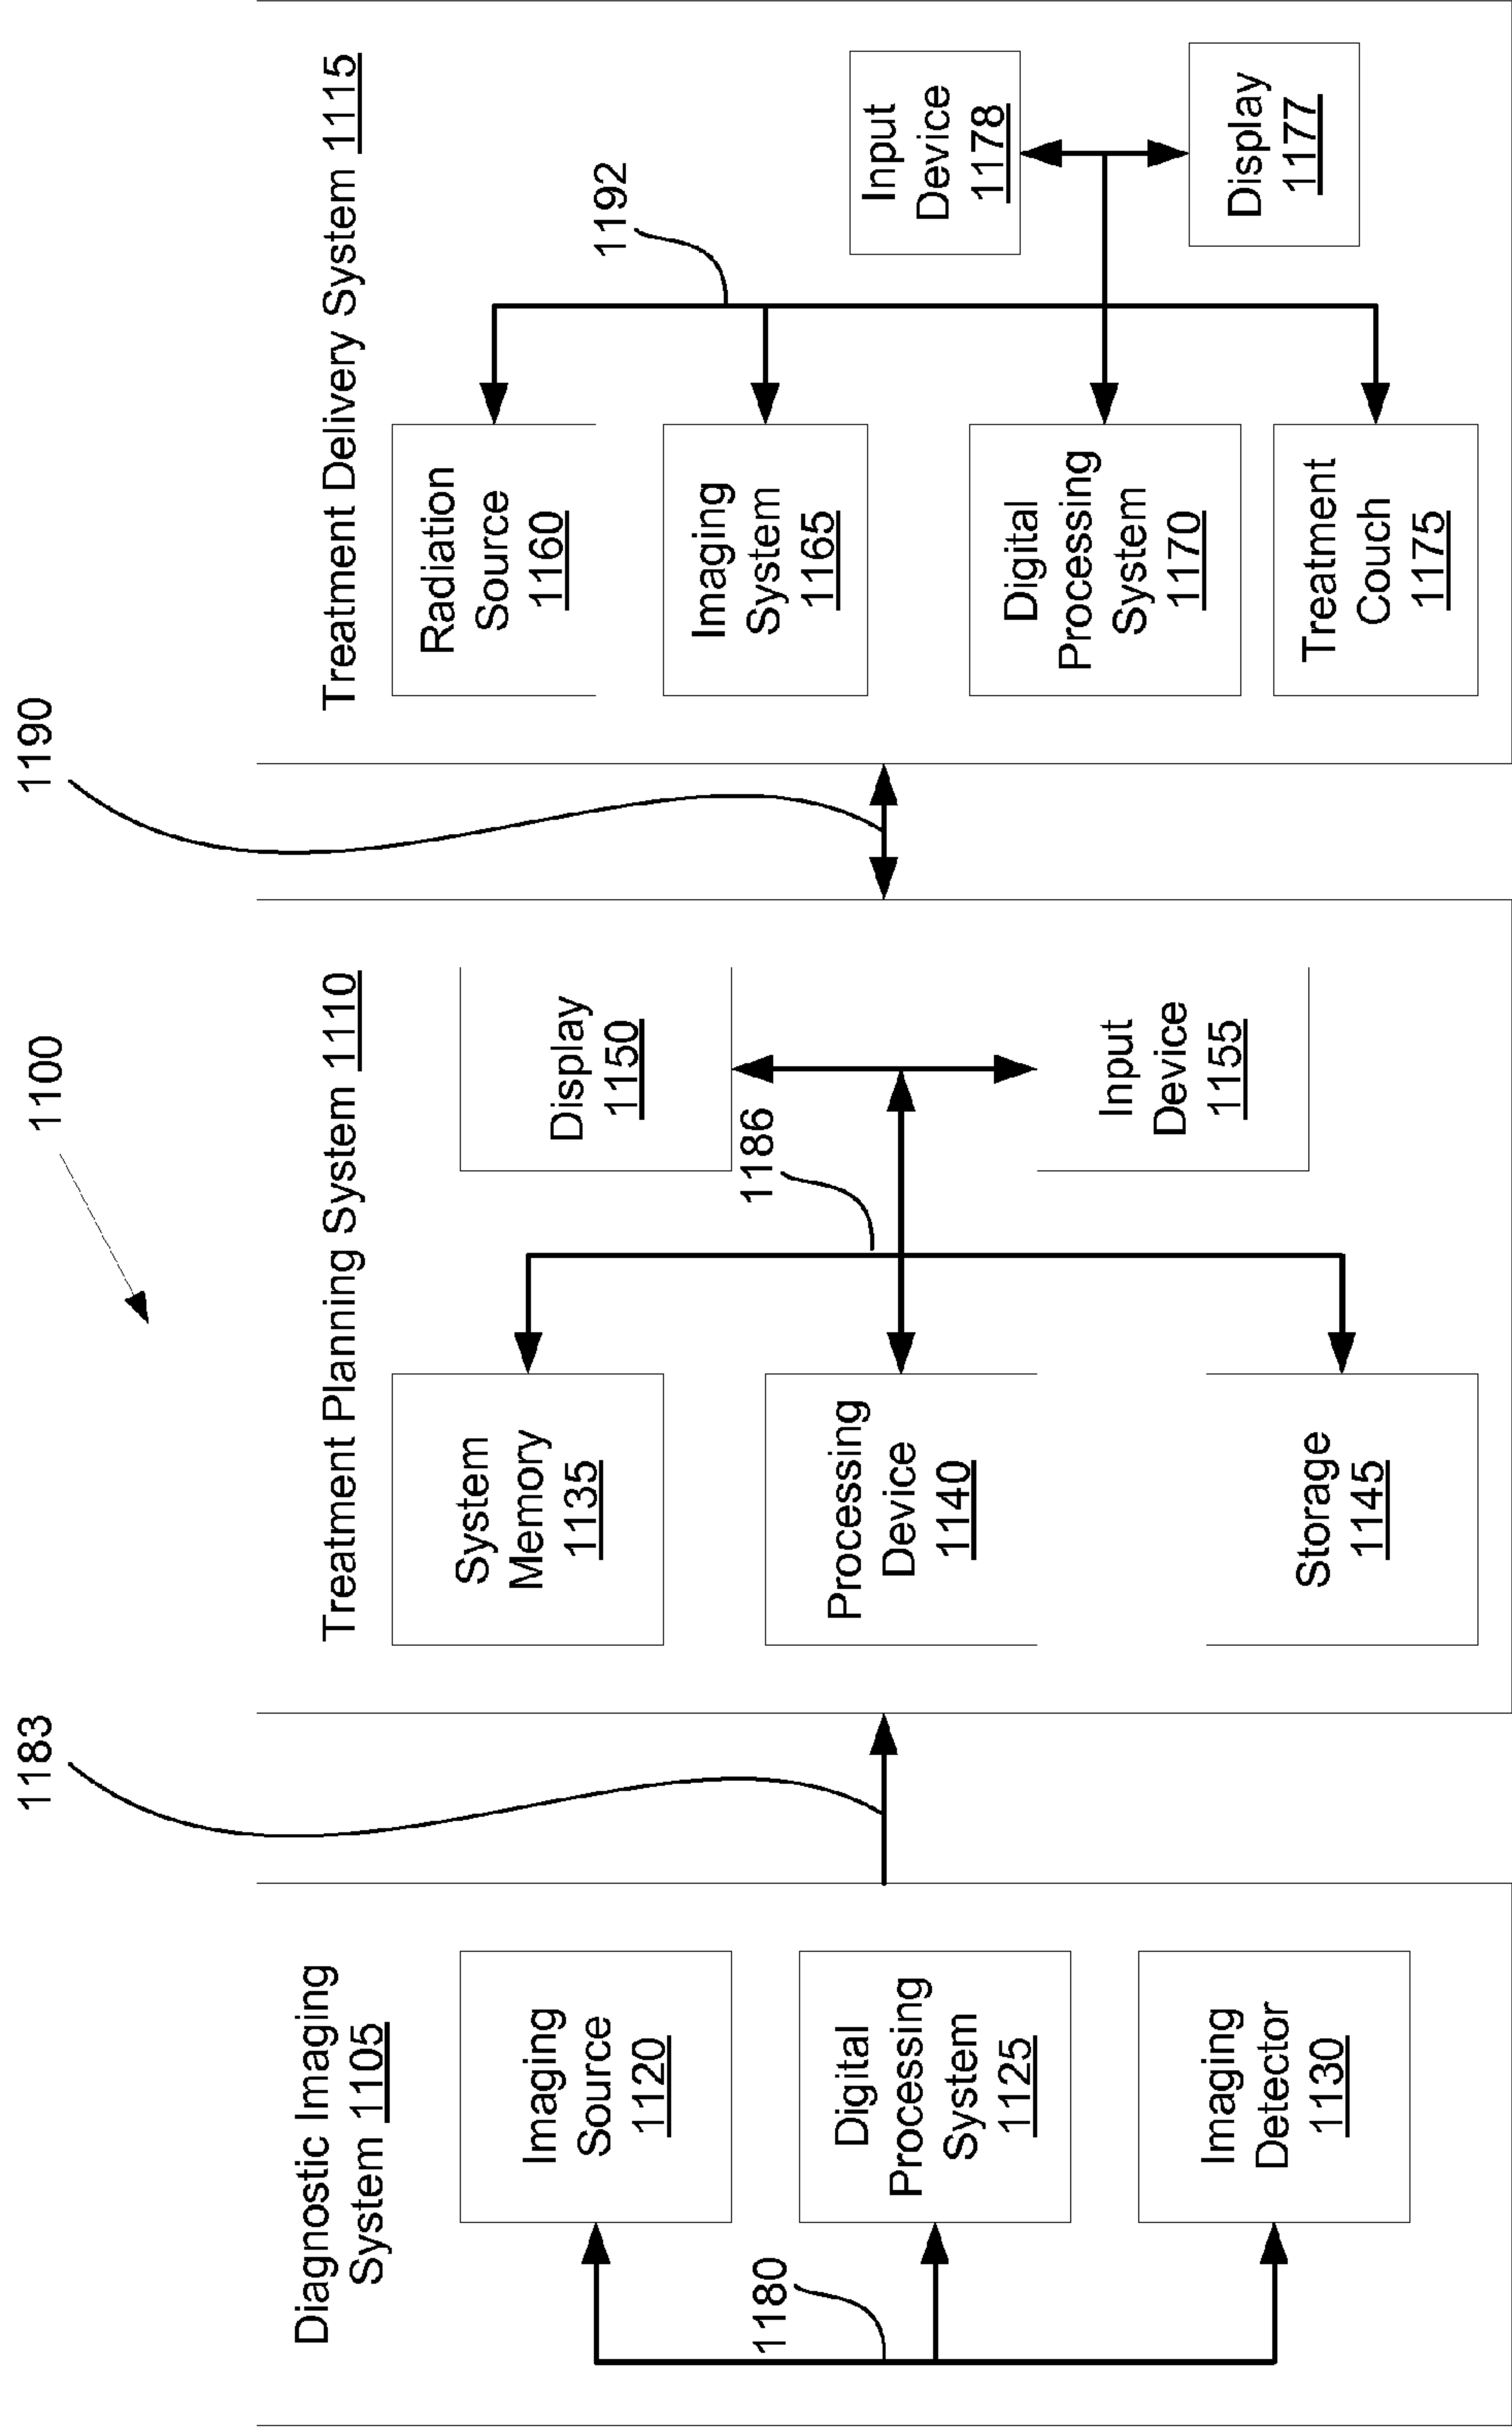 1100
1183
1190
Diagnostic Imaging
System 1105
Imaging
Source
1120
Digital
Processing
System
1125
Imaging
Detector
1130
1180
Treatment Planning System 1110
System
Memory
1135
Processing
Device
1140
Storage
1145
1186
Display
1150
Input
Device
1155
Treatment Delivery System 1115
Radiation
Source
1160
Imaging
System
1165
Digital
Processing
System
1170
Treatment
Couch
1175
1192
Input
Device
1178
Display
1177